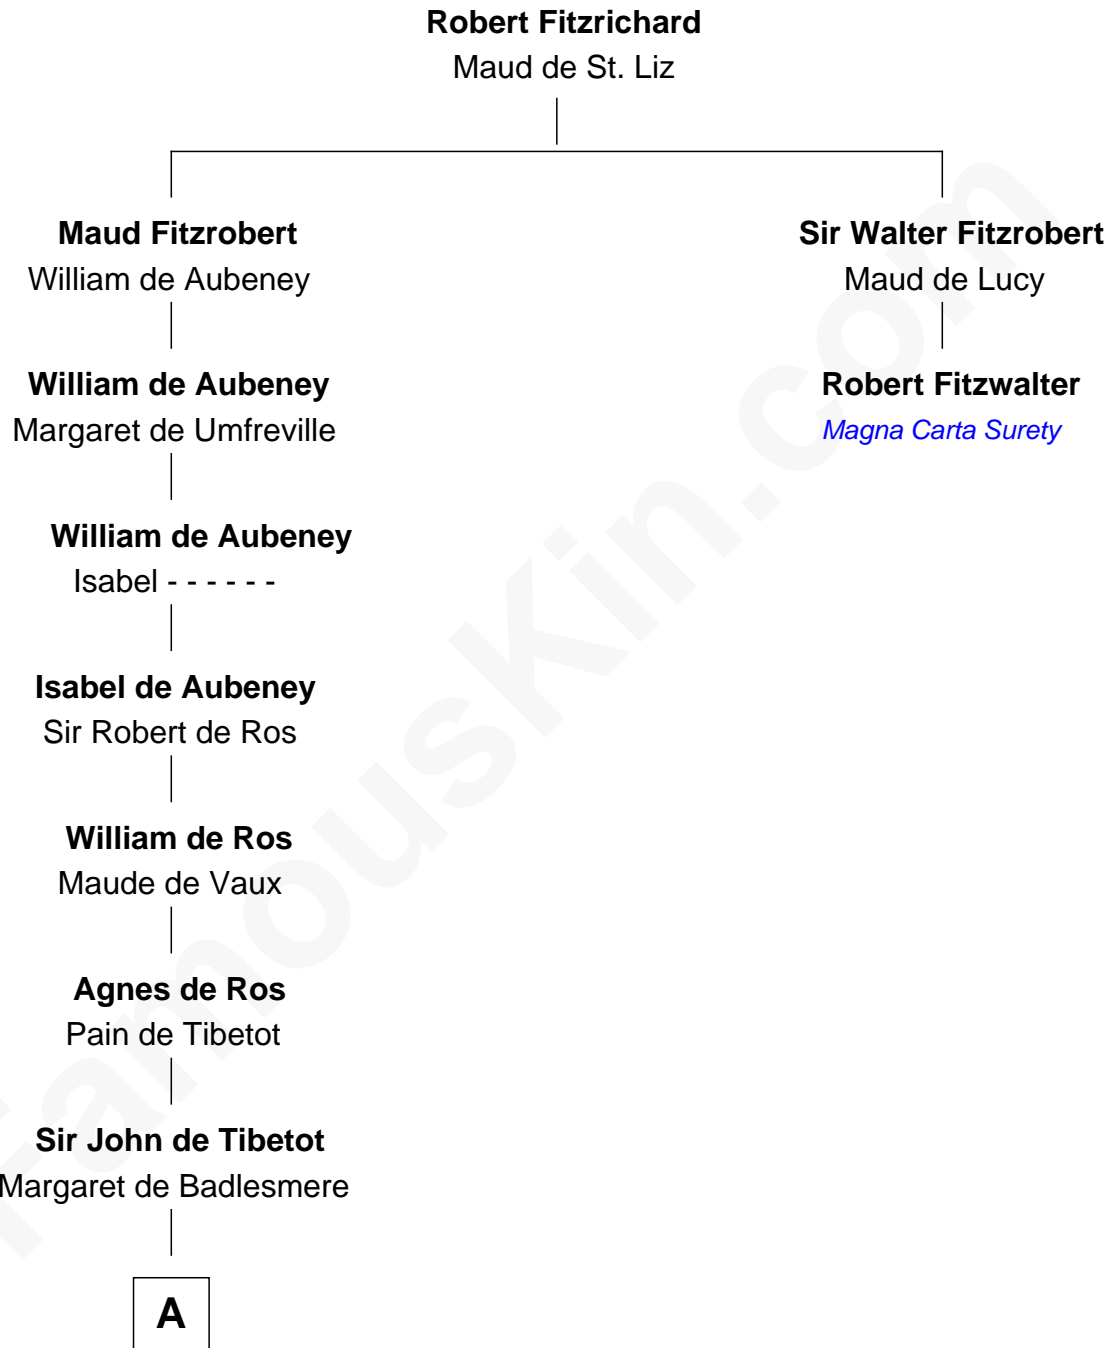 Robert Fitzrichard
Maud de St. Liz
Maud Fitzrobert
William de Aubeney
Sir Walter Fitzrobert
Maud de Lucy
William de Aubeney
Margaret de Umfreville
Robert Fitzwalter
Magna Carta Surety
William de Aubeney
Isabel - - - - - -
Isabel de Aubeney
Sir Robert de Ros
William de Ros
Maude de Vaux
Agnes de Ros
Pain de Tibetot
Sir John de Tibetot
Margaret de Badlesmere
A
FamousKin.com